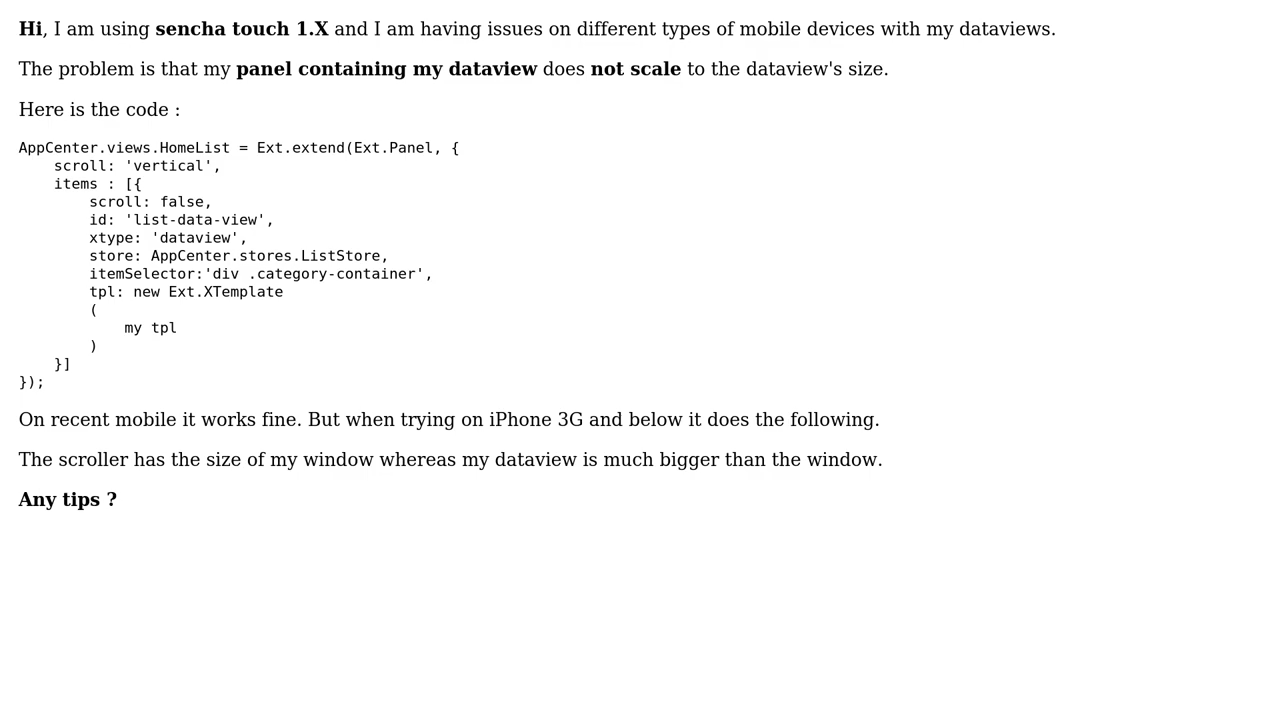 Hi, I am using sencha touch 1.X and I am having issues on different types of mobile devices with my dataviews.
The problem is that my panel containing my dataview does not scale to the dataview's size.
Here is the code :
AppCenter.views.HomeList = Ext.extend(Ext.Panel, {
    scroll: 'vertical',
    items : [{
        scroll: false,
        id: 'list-data-view',
        xtype: 'dataview',
        store: AppCenter.stores.ListStore,
        itemSelector:'div .category-container',
        tpl: new Ext.XTemplate
        (
            my tpl
        )
    }]
});
On recent mobile it works fine. But when trying on iPhone 3G and below it does the following.
The scroller has the size of my window whereas my dataview is much bigger than the window.
Any tips ?